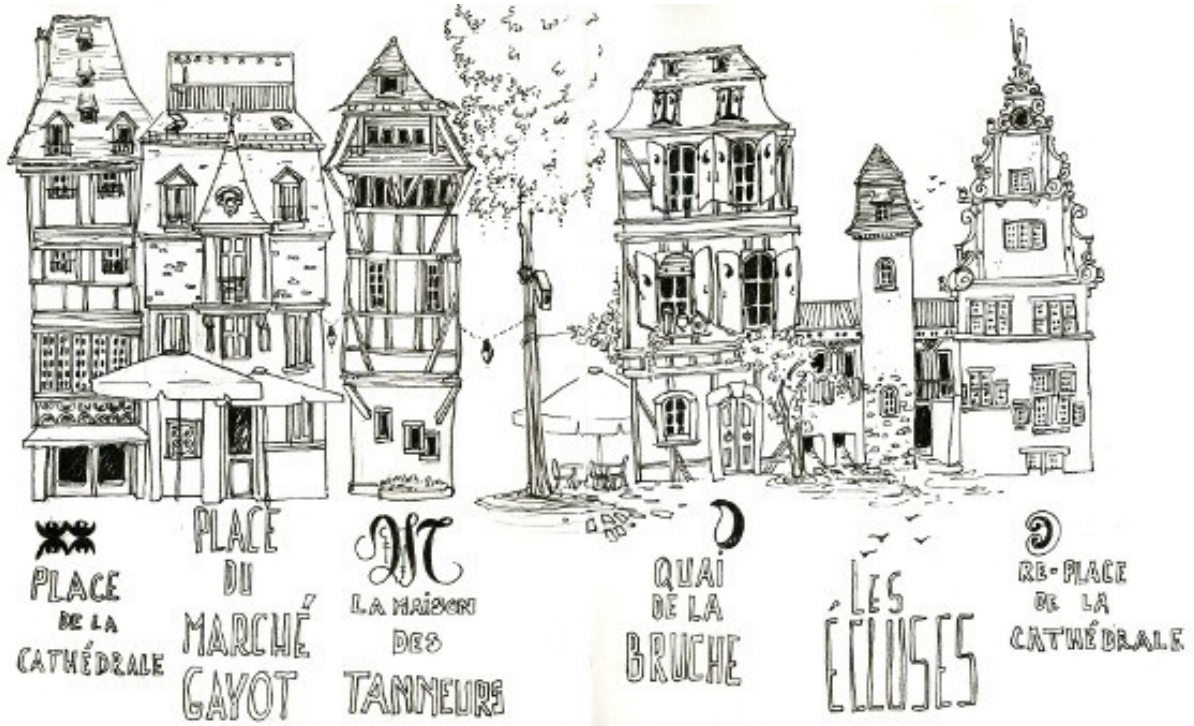 PLACE
DE LA
CATHÉDRALE
PLACE
DU
MARCHÉ
GAYOT
MT
LA MAISON
DES
TANNEURS
QUAI
DE LA
BRUCHE
LES
ÉCLUSES
RE-PLACE
DE LA
CATHÉDRALE